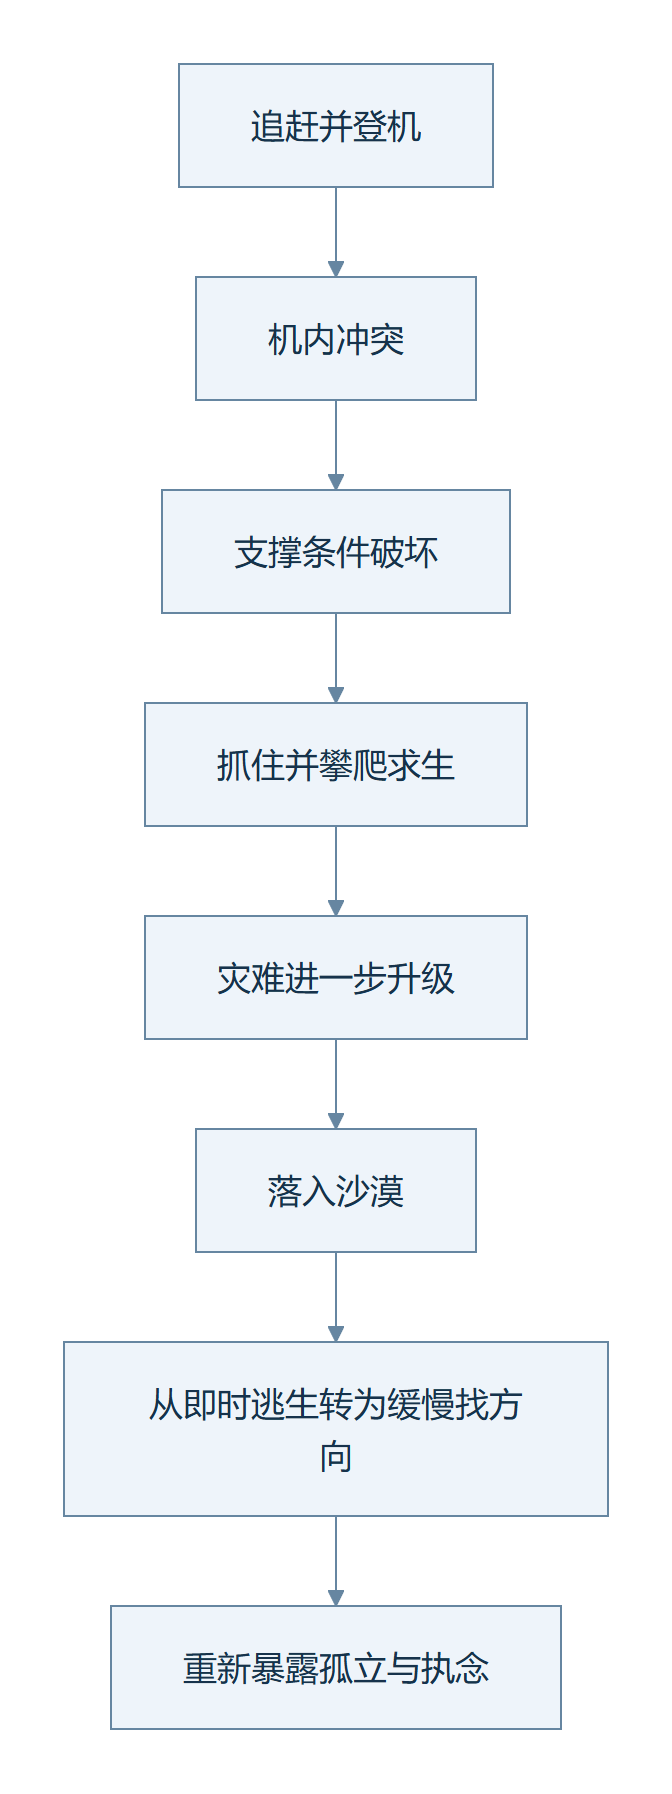 追赶并登机
机内冲突
支撑条件破坏
抓住并攀爬求生
灾难进一步升级
落入沙漠
从即时逃生转为缓慢找方
向
重新暴露孤立与执念